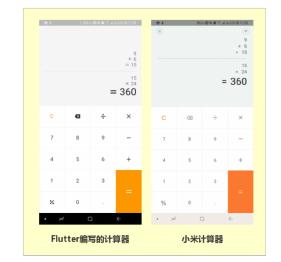 9
+ 6
= 15
15
× 24
= 360
C ÷ ×
7 8 9 −
4 5 6 +
1 2 3
% 0 . =
9
+ 6
= 15
15
× 24
= 360
C ÷ ×
7 8 9 −
4 5 6 +
1 2 3
% 0 . =
Flutter编写的计算器
小米计算器